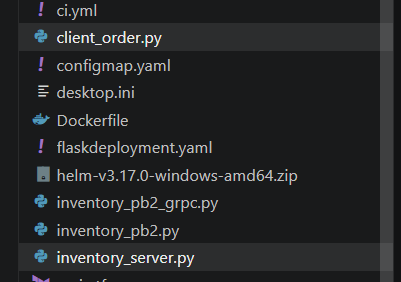 ci.yml
client_order.py
configmap.yaml
desktop.ini
Dockerfile
flaskdeployment.yaml
helm-v3.17.0-windows-amd64.zip
inventory_pb2_grpc.py
inventory_pb2.py
inventory_server.py